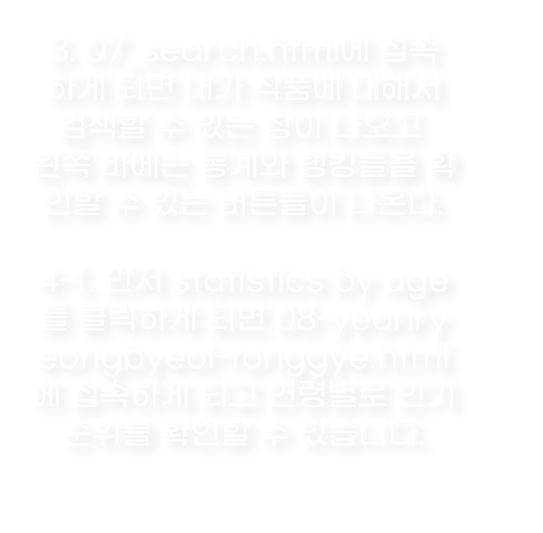 3. 07_search.html에 접속
하게 되면 내가 작품에 대해서
검색할 수 있는 창이 나오고
왼쪽 바에는 통계와 랭킹들을 확
인할 수 있는 버튼들이 나온다.
4-1. 먼저 statistics by age
를 클릭하게 되면 08-yeonry
eongbyeol-tonggye.html
에 접속하게 되고 연령별로 인기
순위를 확인할 수 있습니다.